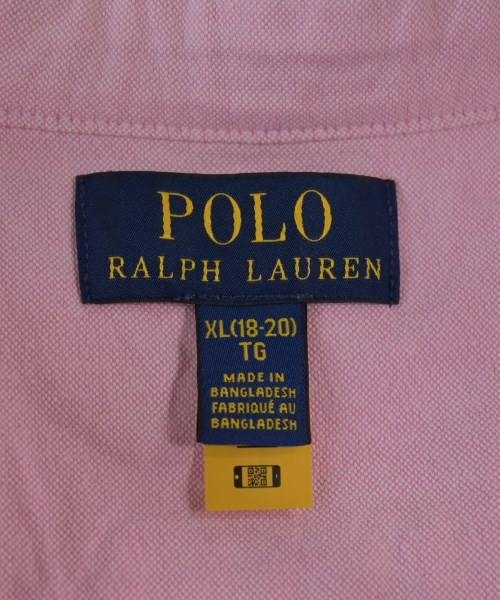 POLO
RALPH LAUREN
XL(18-20)
TG
MADE IN
BANGLADESH
FABRIQUÉ AU
BANGLADESH